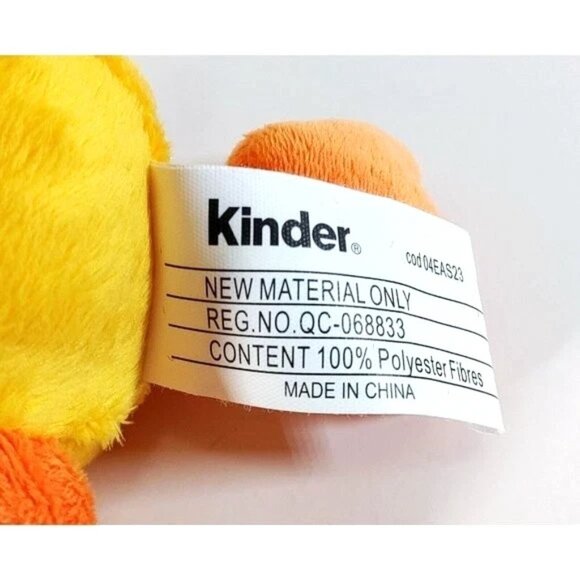 Kinder®
cod 04EAS23
NEW MATERIAL ONLY
REG.NO.QC-068833
CONTENT 100% Polyester Fibres
MADE IN CHINA